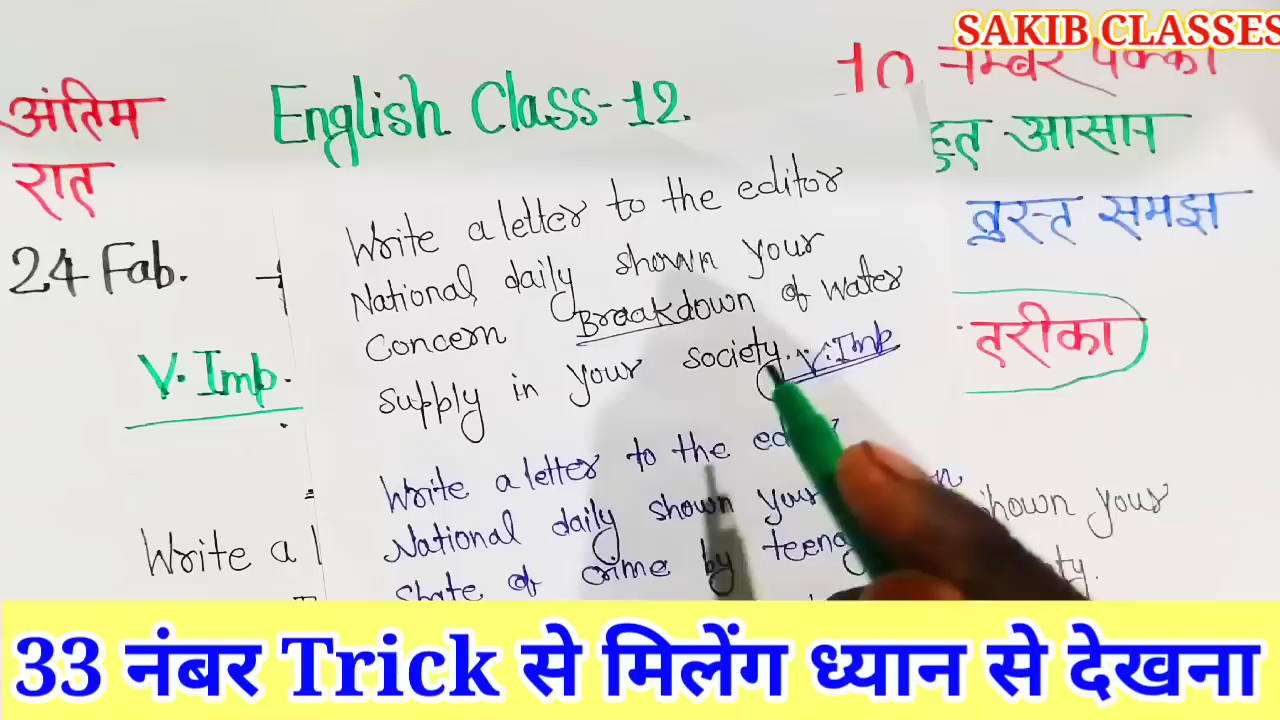 SAKIB CLASSES
अंतिम
रात
24 Fab.
English Class-12.
10 नम्बर पक्का
हुत आसान
तुरन्त समझ
तरीका
V. Imp.
Write a letter to the editor
National daily shown your
Concern Breakdown of water
supply in your society. V. Imp
Write a letter to the
National daily shown your
State of crime by
Write a l
shown your
33 नंबर Trick से मिलेंग ध्यान से देखना